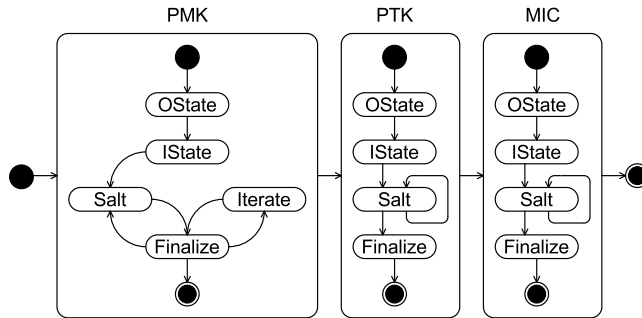 PMK
OState
IState
Salt
Iterate
Finalize
PTK
OState
IState
Salt
Finalize
MIC
OState
IState
Salt
Finalize